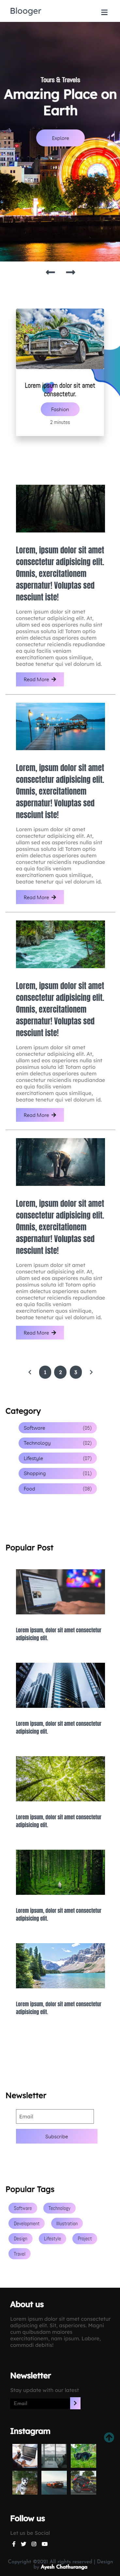 Blooger
Tours & Travels
Amazing Place on
Earth
Explore
Lorem ipsum dolor sit amet
consectetur.
Fashion
2 minutes
Lorem, ipsum dolor sit amet
consectetur adipisicing elit.
Omnis, exercitationem
aspernatur! Voluptas sed
nesciunt iste!
Lorem ipsum dolor sit amet
consectetur adipisicing elit. At,
ullam sed eos asperiores vero nulla sint
possimus soluta id! Totam optio
enim delectus asperiores autem
consectetur reiciendis repudiandae
ea quia facilis veniam
exercitationem quos similique,
beatae tenetur qui vel dolorum id.
Read More
Lorem, ipsum dolor sit amet
consectetur adipisicing elit.
Omnis, exercitationem
aspernatur! Voluptas sed
nesciunt iste!
Lorem ipsum dolor sit amet
consectetur adipisicing elit. At,
ullam sed eos asperiores vero nulla sint
possimus soluta id! Totam optio
enim delectus asperiores autem
consectetur reiciendis repudiandae
ea quia facilis veniam
exercitationem quos similique,
beatae tenetur qui vel dolorum id.
Read More
Lorem, ipsum dolor sit amet
consectetur adipisicing elit.
Omnis, exercitationem
aspernatur! Voluptas sed
nesciunt iste!
Lorem ipsum dolor sit amet
consectetur adipisicing elit. At,
ullam sed eos asperiores vero nulla sint
possimus soluta id! Totam optio
enim delectus asperiores autem
consectetur reiciendis repudiandae
ea quia facilis veniam
exercitationem quos similique,
beatae tenetur qui vel dolorum id.
Read More
Lorem, ipsum dolor sit amet
consectetur adipisicing elit.
Omnis, exercitationem
aspernatur! Voluptas sed
nesciunt iste!
Lorem ipsum dolor sit amet
consectetur adipisicing elit. At,
ullam sed eos asperiores vero nulla sint
possimus soluta id! Totam optio
enim delectus asperiores autem
consectetur reiciendis repudiandae
ea quia facilis veniam
exercitationem quos similique,
beatae tenetur qui vel dolorum id.
Read More
1 2 3
Category
Software (05)
Techmology (02)
Lifestyle (07)
Shopping (01)
Food (08)
Popular Post
Lorem ipsum, dolor sit amet consectetur
adipisicing elit.
Lorem ipsum, dolor sit amet consectetur
adipisicing elit.
Lorem ipsum, dolor sit amet consectetur
adipisicing elit.
Lorem ipsum, dolor sit amet consectetur
adipisicing elit.
Lorem ipsum, dolor sit amet consectetur
adipisicing elit.
Newsletter
Email
Subscribe
Popular Tags
Software Technology
Development Illustration
Design Lifestyle Project
Travel
About us
Lorem ipsum dolor sit amet consectetur
adipisicing elit. Sit, asperiores. Magni
cum quibusdam maiores
exercitationem, nam ipsum. Labore,
commodi debitis!
Newsletter
Stay update with our latest
Email
Instagram
Follow us
Let us be Social
Copyright ©2021 All rights reserved | Design
by Ayesh Chathuranga